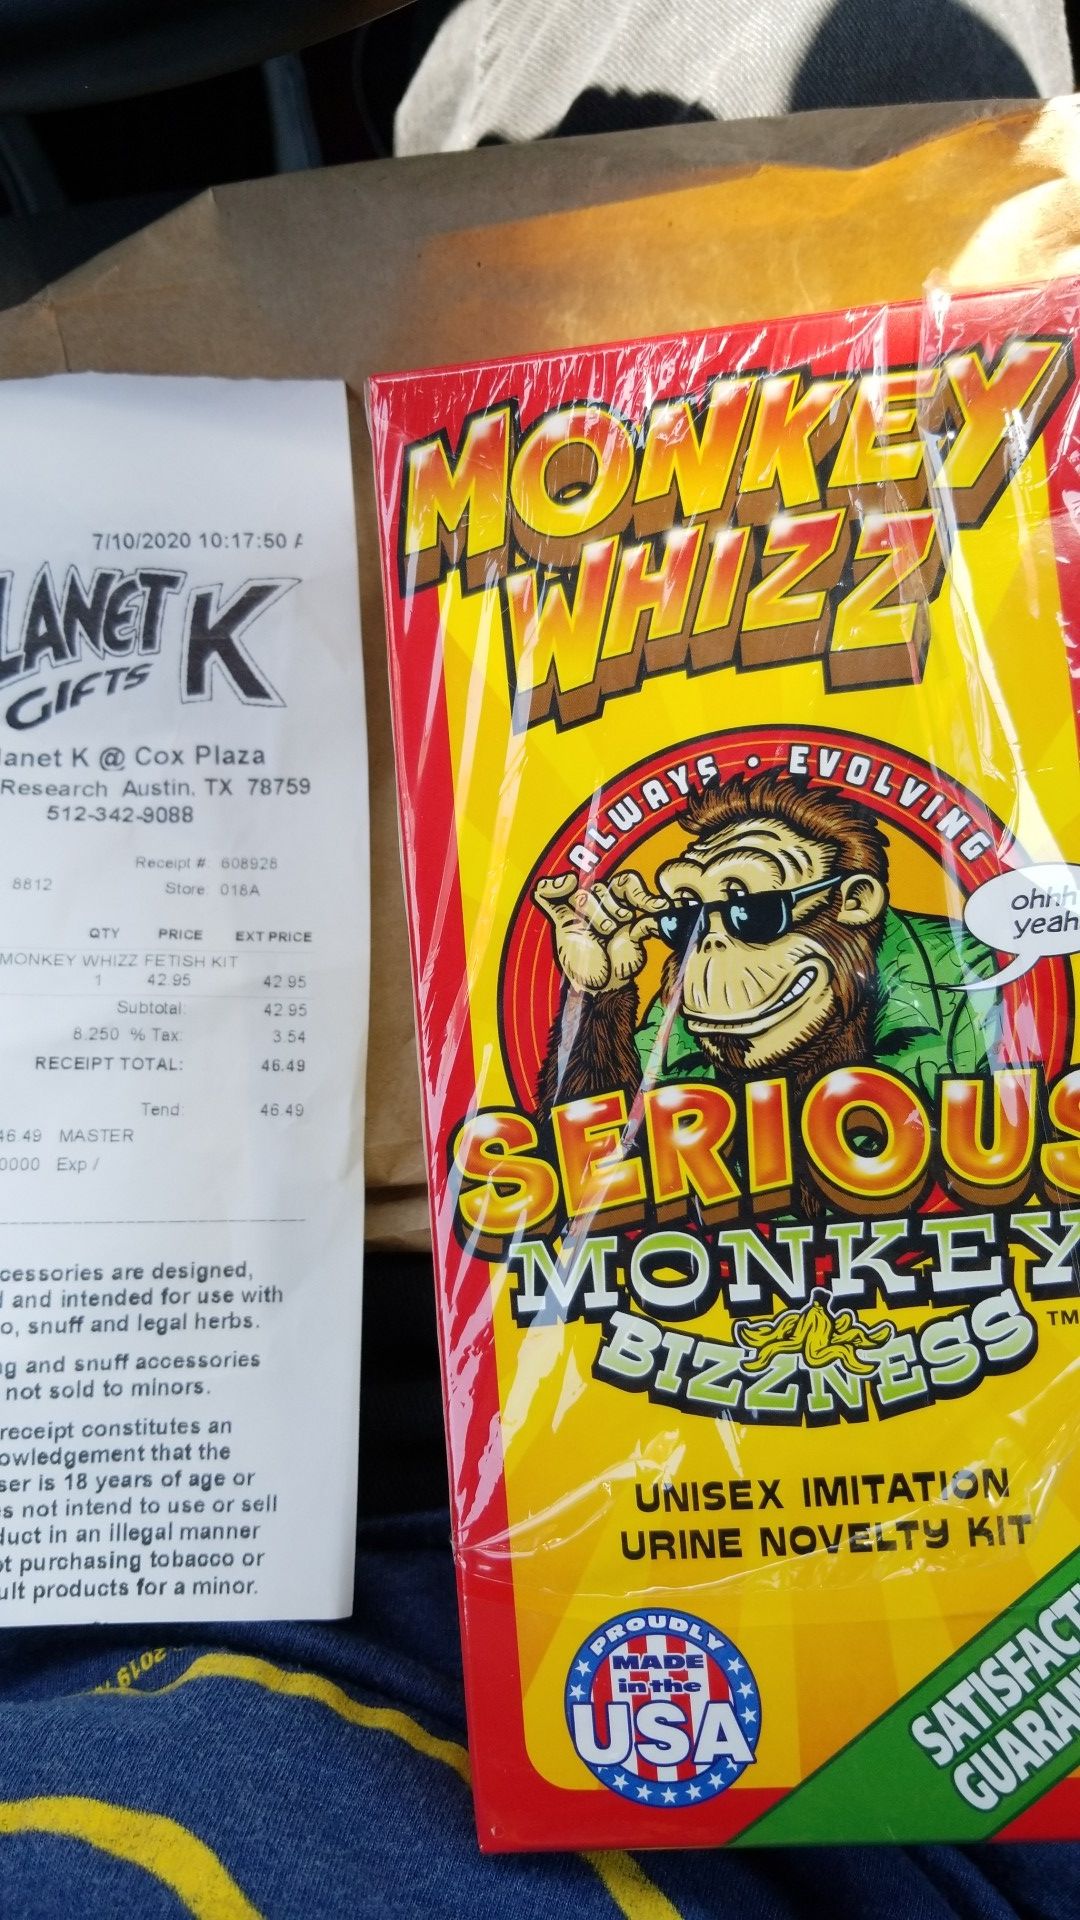 7/10/2020 10:17:50
LANET K
GIFTS
lanet K @ Cox Plaza
Research Austin, TX 78759
512-342-9088
Receipt # 608928
8812 Store: 018A
QTY PRICE EXT PRICE
MONKEY WHIZZ FETISH KIT
1 42.95 42.95
Subtotal: 42.95
8.250 % Tax: 3.54
RECEIPT TOTAL: 46.49
Tend: 46.49
46.49 MASTER
0000 Exp /
cessories are designed,
and intended for use with
o, snuff and legal herbs.
ng and snuff accessories
not sold to minors.
receipt constitutes an
owledgement that the
ser is 18 years of age or
es not intend to use or sell
duct in an illegal manner
ot purchasing tobacco or
ult products for a minor.
MONKEY
WHIZZ
ALWAYS • EVOLVING
ohhh
yeah
SERIOUS
MONKEY
BIZZNESS TM
UNISEX IMITATION
URINE NOVELTY KIT
PROUDLY
MADE
in the
USA
SATISFACT
GUARAN
2019